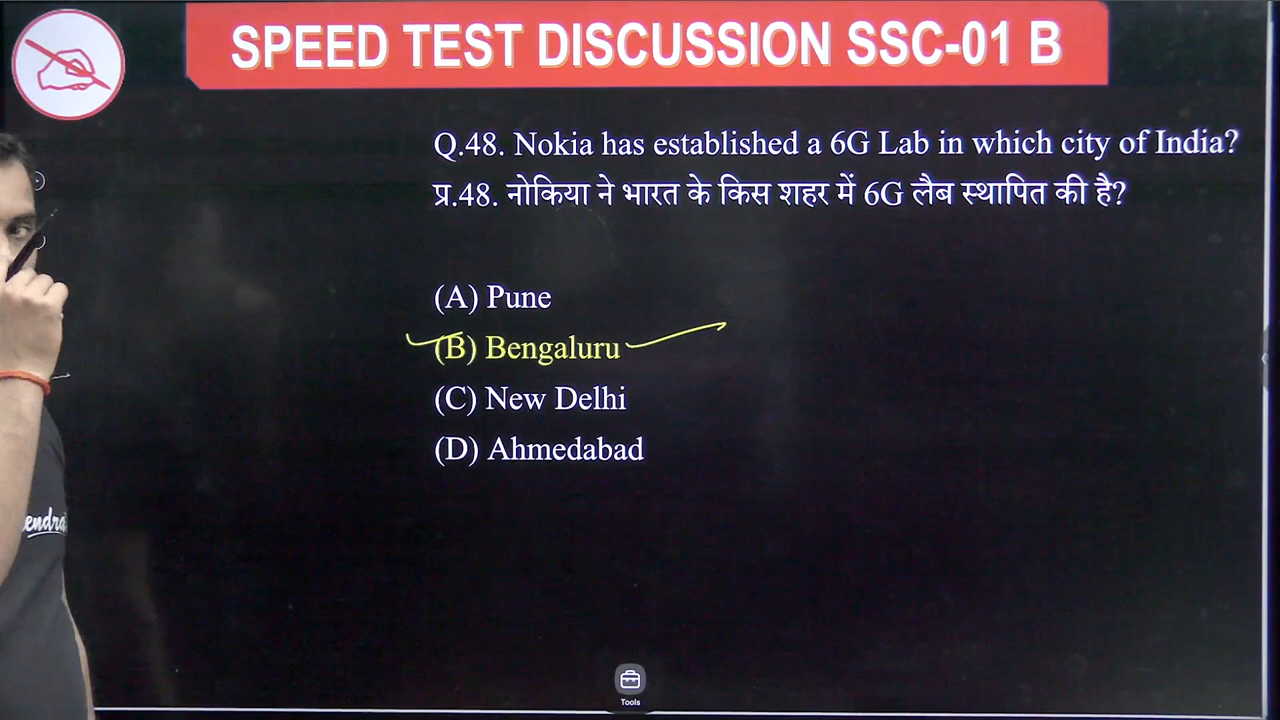 SPEED TEST DISCUSSION SSC-01 B
Q.48. Nokia has established a 6G Lab in which city of India?
प्र.48. नोकिया ने भारत के किस शहर में 6G लैब स्थापित की है?
(A) Pune
(B) Bengaluru
(C) New Delhi
(D) Ahmedabad
Tools